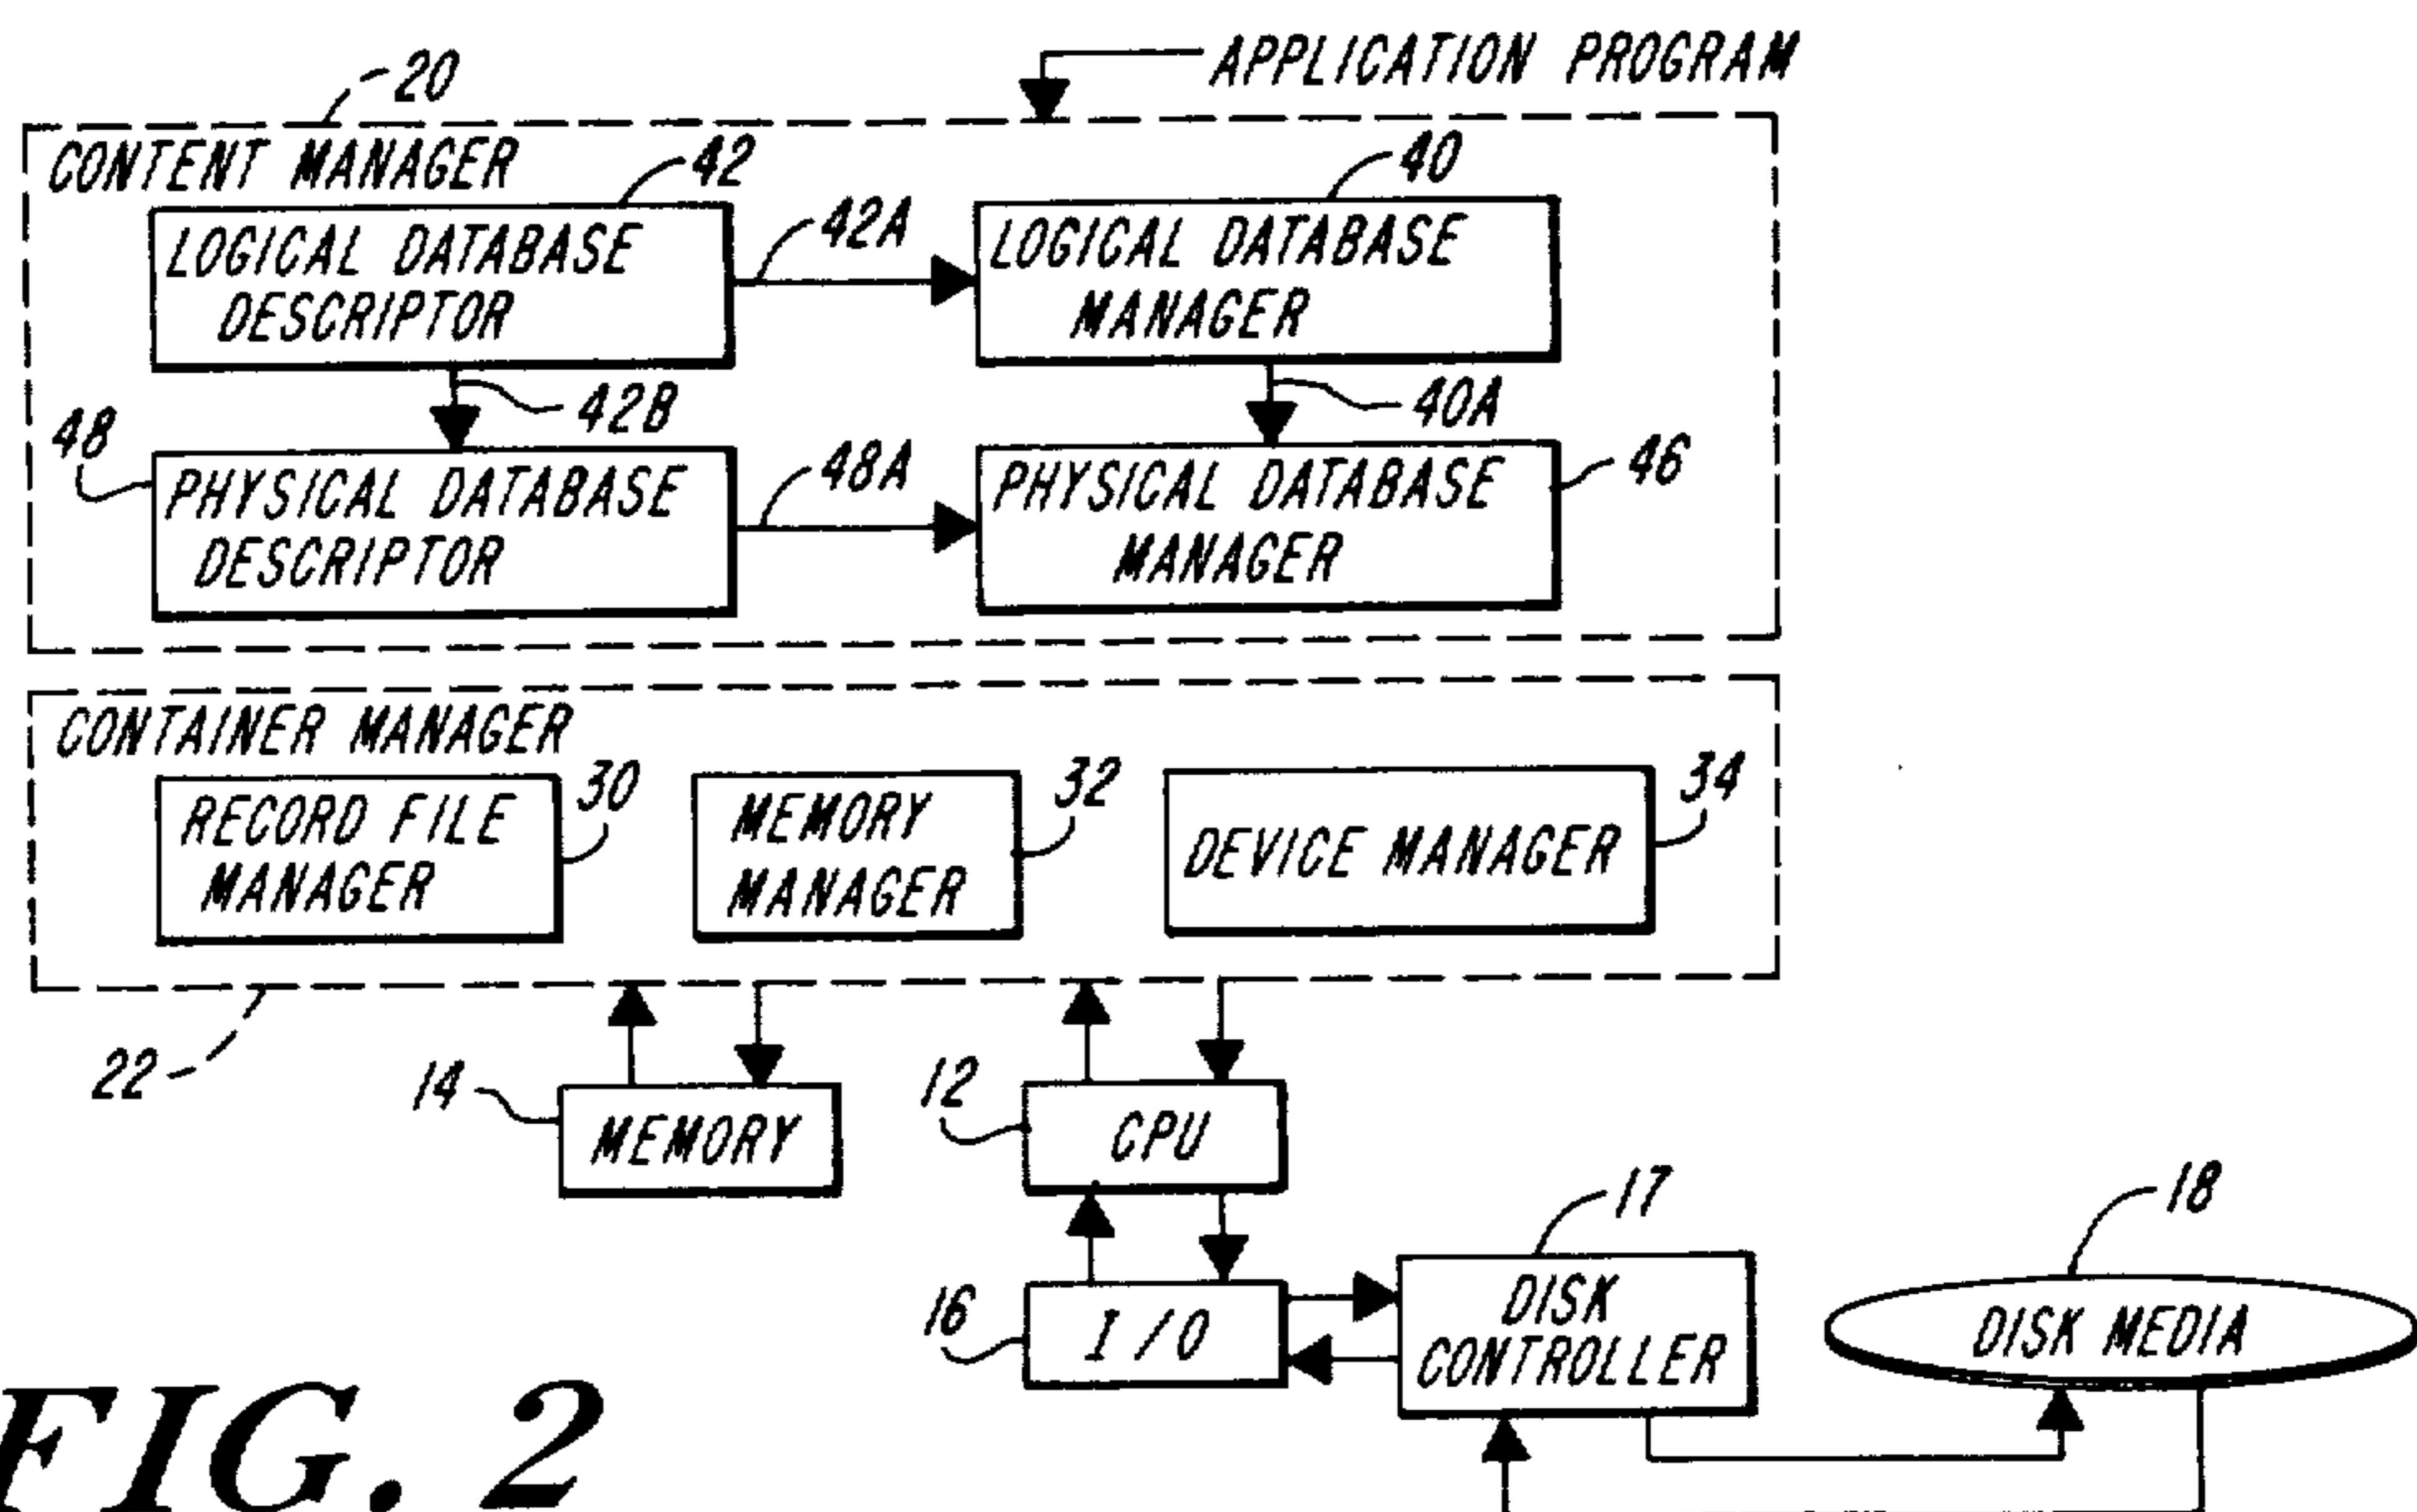 APPLICATION PROGRAM
20
CONTENT MANAGER
42
40
LOGICAL DATABASE
DESCRIPTOR
42A
LOGICAL DATABASE
MANAGER
42B
40A
48
PHYSICAL DATABASE
DESCRIPTOR
48A
PHYSICAL DATABASE
MANAGER
46
CONTAINER MANAGER
RECORD FILE
MANAGER
30
MEMORY
MANAGER
32
DEVICE MANAGER
34
22
14
MEMORY
12
CPU
16
I/O
17
DISK
CONTROLLER
18
DISK MEDIA
FIG. 2